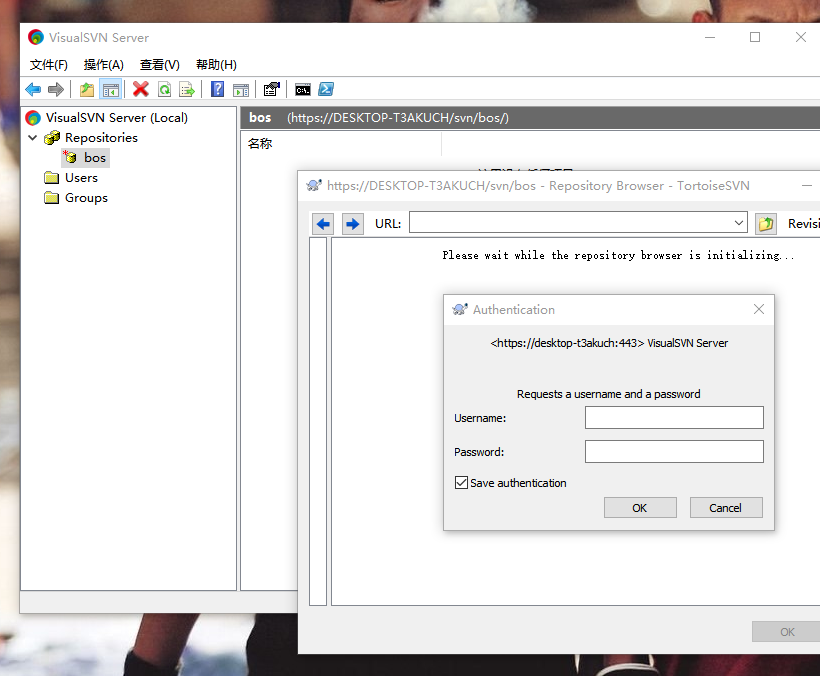 VisualSVN Server
文件(F) 操作(A) 查看(V) 帮助(H)
VisualSVN Server (Local)
Repositories
bos
Users
Groups
bos (https://DESKTOP-T3AKUCH/svn/bos/)
名称
https://DESKTOP-T3AKUCH/svn/bos - Repository Browser - TortoiseSVN
URL:
Please wait while the repository browser is initializing...
Authentication
<https://desktop-t3akuch:443> VisualSVN Server
Requests a username and a password
Username:
Password:
Save authentication
OK Cancel
OK